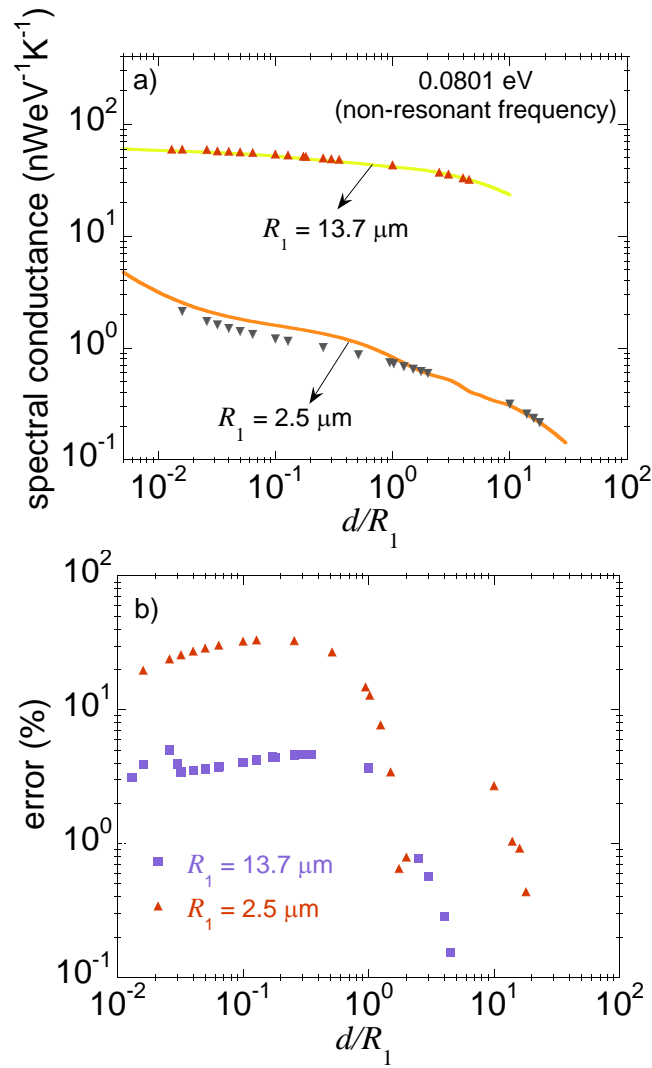 a)
0.0801 eV
(non-resonant frequency)
spectral conductance (nWeV⁻¹K⁻¹)
10²
10¹
10⁰
10⁻¹
R₁ = 13.7 μm
R₁ = 2.5 μm
10⁻² 10⁻¹ 10⁰ 10¹ 10²
d/R₁
b)
error (%)
10²
10¹
10⁰
10⁻¹
R₁ = 13.7 μm
R₁ = 2.5 μm
10⁻² 10⁻¹ 10⁰ 10¹ 10²
d/R₁